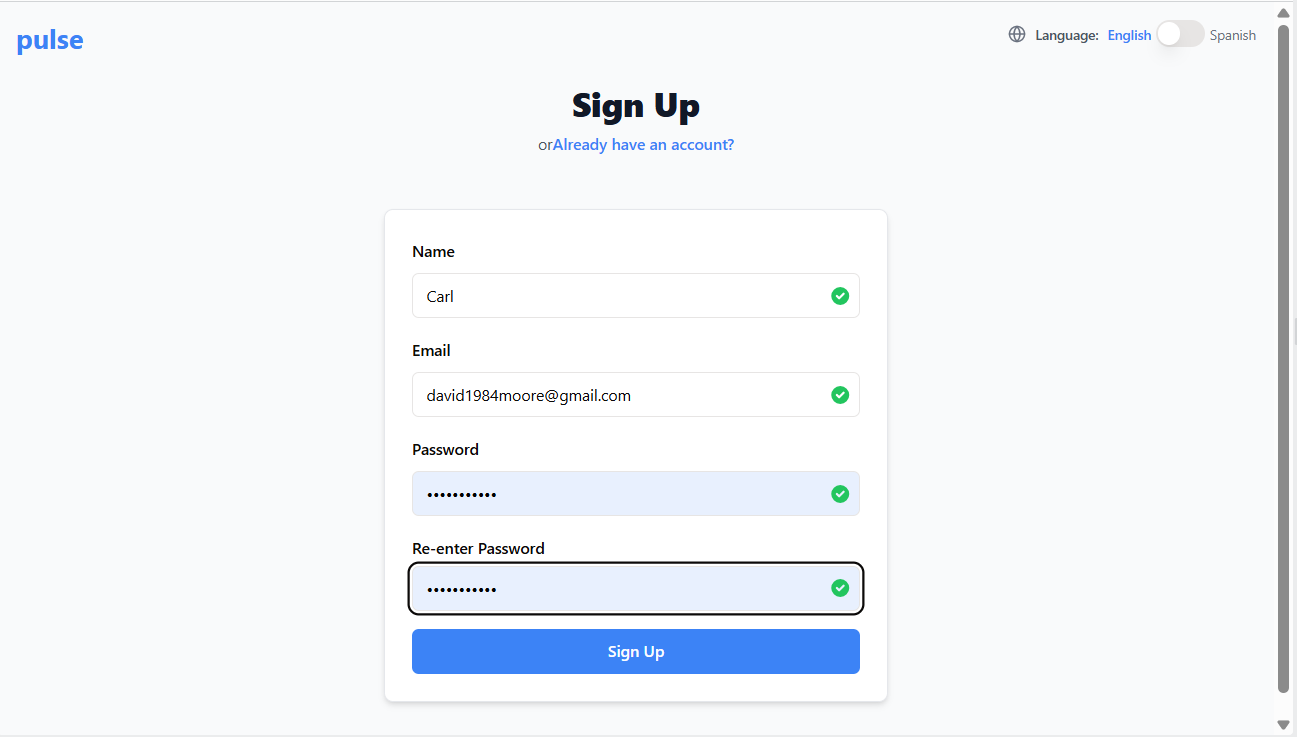 pulse
Language: English Spanish
Sign Up
orAlready have an account?
Name
Carl
Email
david1984moore@gmail.com
Password
•••••••••••
Re-enter Password
•••••••••••
Sign Up